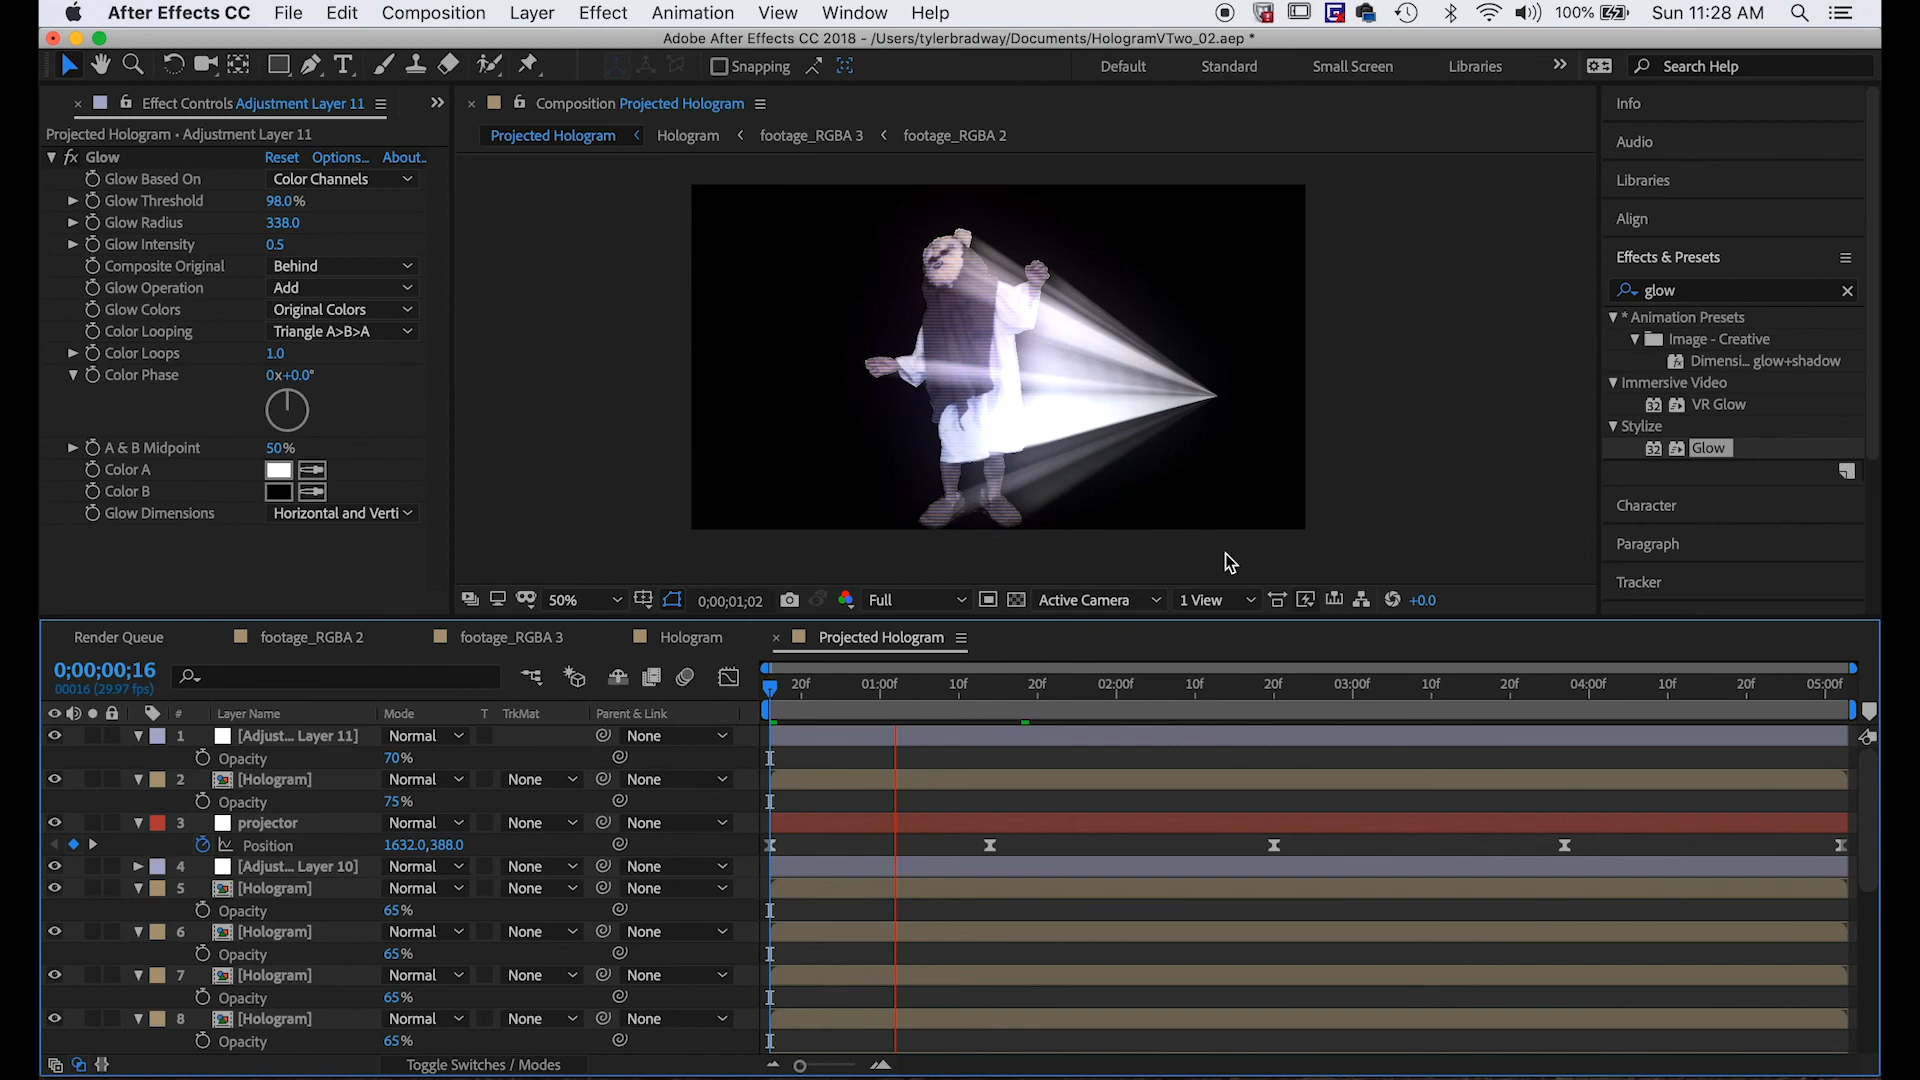 After Effects CC File Edit Composition Layer Effect Animation View Window Help 100% Sun 11:28 AM
Adobe After Effects CC 2018 - /Users/tylerbradway/Documents/HologramVTwo_02.aep *
Snapping Default Standard Small Screen Libraries Search Help
Effect Controls Adjustment Layer 11
Projected Hologram • Adjustment Layer 11
fx Glow Reset Options... About..
Glow Based On Color Channels
Glow Threshold 98.0%
Glow Radius 338.0
Glow Intensity 0.5
Composite Original Behind
Glow Operation Add
Glow Colors Original Colors
Color Looping Triangle A>B>A
Color Loops 1.0
Color Phase 0x+0.0°
A & B Midpoint 50%
Color A
Color B
Glow Dimensions Horizontal and Verti
Composition Projected Hologram
Projected Hologram Hologram footage_RGBA 3 footage_RGBA 2
50% 0;00;01;02 Full Active Camera 1 View +0.0
Info
Audio
Libraries
Align
Effects & Presets
glow
* Animation Presets
Image - Creative
Dimensi... glow+shadow
Immersive Video
32 VR Glow
Stylize
32 Glow
Character
Paragraph
Tracker
Render Queue footage_RGBA 2 footage_RGBA 3 Hologram Projected Hologram
0;00;00;16
00016 (29.97 fps)
20f 01:00f 10f 20f 02:00f 10f 20f 03:00f 10f 20f 04:00f 10f 20f 05:00f
# Layer Name Mode T TrkMat Parent & Link
1 [Adjust... Layer 11] Normal None
Opacity 70%
2 [Hologram] Normal None None
Opacity 75%
3 projector Normal None None
Position 1632.0,388.0
4 [Adjust... Layer 10] Normal None None
5 [Hologram] Normal None None
Opacity 65%
6 [Hologram] Normal None None
Opacity 65%
7 [Hologram] Normal None None
Opacity 65%
8 [Hologram] Normal None None
Opacity 65%
Toggle Switches / Modes